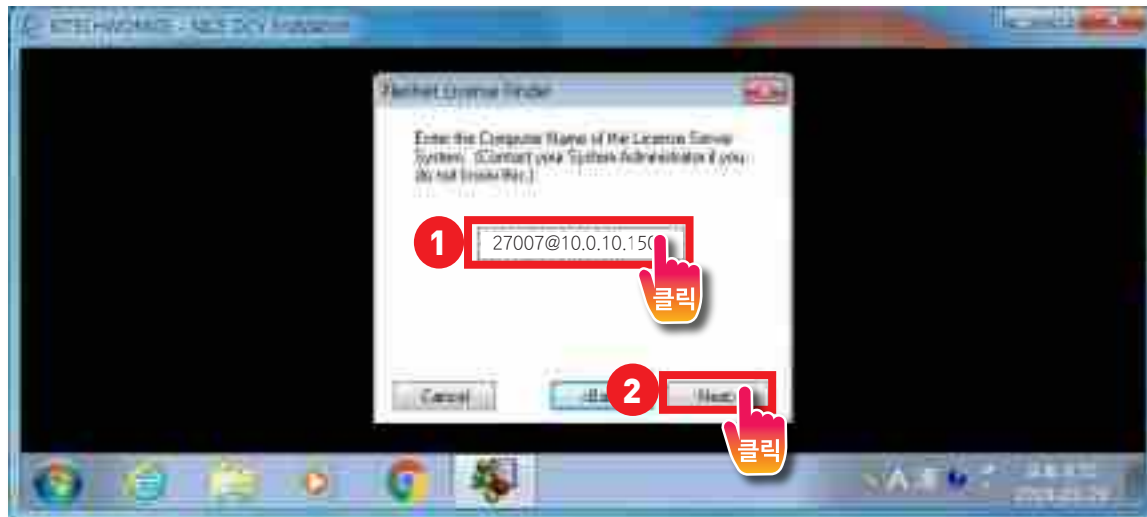 Flexnet License Finder
Enter the Computer Name of the License Server
System. (Contact your System Administrator if you
do not know this.)
1
27007@10.0.10.150
클릭
Cancel
2
Next
클릭